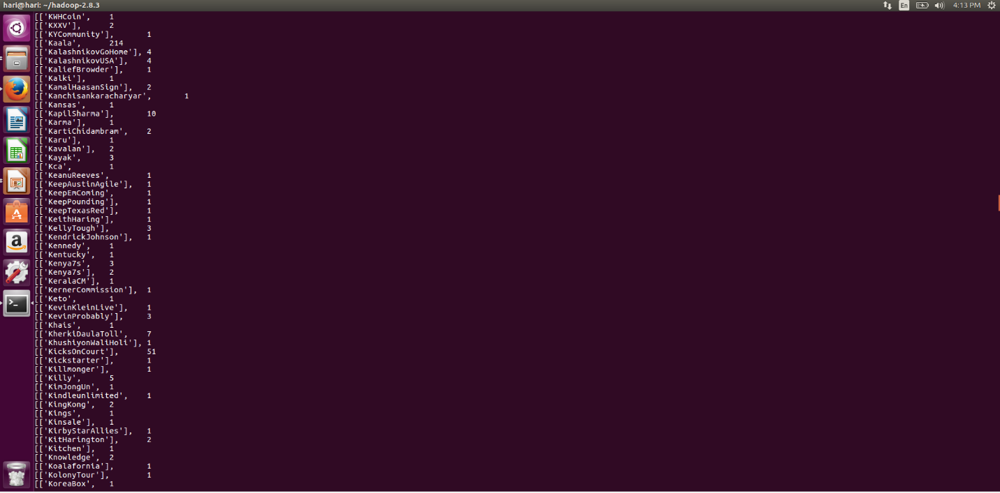 hari@hari: ~/hadoop-2.8.3 En 4:13 PM
[['KWHCoin', 1
[['KXXV'], 2
[['KYCommunity'], 1
[['Kaala', 214
[['KalashnikovGoHome'], 4
[['KalashnikovUSA'], 4
[['KaliefBrowder'], 1
[['Kalki'], 1
[['KamalHaasanSign'], 2
[['Kanchisankaracharyar', 1
[['Kansas', 1
[['KapilSharma'], 10
[['Karma'], 1
[['KartiChidambram', 2
[['Karu'], 1
[['Kavalan'], 2
[['Kayak', 3
[['Kca', 1
[['KeanuReeves', 1
[['KeepAustinAgile'], 1
[['KeepEmComing', 1
[['KeepPounding'], 1
[['KeepTexasRed'], 1
[['KeithHaring', 1
[['KellyTough'], 3
[['KendrickJohnson'], 1
[['Kennedy', 1
[['Kentucky', 1
[['Kenya7s', 3
[['Kenya7s'], 2
[['KeralaCM'], 1
[['KernerCommission'], 1
[['Keto', 1
[['KevinKleinLive'], 1
[['KevinProbably'], 3
[['Khais', 1
[['KherkiDaulaToll', 7
[['KhushiyonWaliHoli'], 1
[['KicksOnCourt'], 51
[['Kickstarter'], 1
[['Killmonger'], 1
[['Killy', 5
[['KimJongUn', 1
[['Kindleunlimited', 1
[['KingKong', 2
[['Kings', 1
[['Kinsale'], 1
[['KirbyStarAllies'], 1
[['KitHarington'], 2
[['Kitchen'], 1
[['Knowledge', 2
[['Koalafornia'], 1
[['KolonyTour'], 1
[['KoreaBox', 1